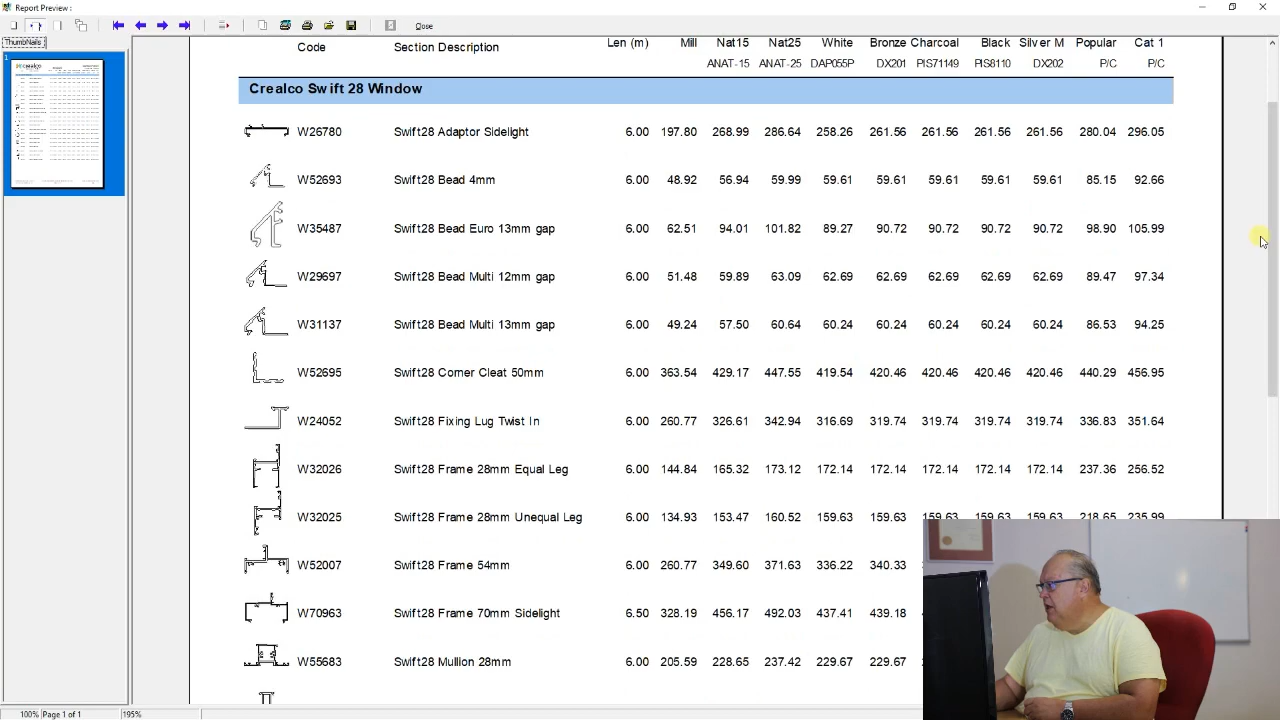 Report Preview :
Close
ThumbNails
1
Code Section Description Len (m) Mill Nat15 Nat25 White Bronze Charcoal Black Silver M Popular Cat 1
ANAT-15 ANAT-25 DAP055P DX201 PIS71149 PIS8110 DX202 P/C P/C
Crealco Swift 28 Window
W26780 Swift28 Adaptor Sidelight 6.00 197.80 261.56 261.56 261.56 261.56 280.04 296.05
W52693 Swift28 Bead 4mm 6.00 48.92 56.94 59.99 59.61 59.61 59.61 59.61 59.61 85.15 92.66
W35487 Swift28 Bead Euro 13mm gap 6.00 62.51 94.01 101.82 89.27 90.72 90.72 90.72 90.72 98.90 105.99
W29697 Swift28 Bead Multi 12mm gap 6.00 51.48 59.89 63.09 62.69 62.69 62.69 62.69 62.69 89.47 97.34
W31137 Swift28 Bead Multi 13mm gap 6.00 49.24 57.50 60.64 60.24 60.24 60.24 60.24 60.24 86.53 94.25
W52695 Swift28 Corner Cleat 50mm 6.00 363.54 429.17 447.55 419.54 420.46 420.46 420.46 420.46 440.29 456.95
W24052 Swift28 Fixing Lug Twist In 6.00 260.77 326.61 342.94 316.69 319.74 319.74 319.74 319.74 336.83 351.64
W32026 Swift28 Frame 28mm Equal Leg 6.00 144.84 165.32 173.12 172.14 172.14 172.14 172.14 172.14 237.36 256.52
W32025 Swift28 Frame 28mm Unequal Leg 6.00 134.93 153.47 160.52 159.63 159.63 159.63 159.63 159.63 218.65 235.99
W52007 Swift28 Frame 54mm 6.00 260.77 349.60 371.63 336.22 340.33
W70963 Swift28 Frame 70mm Sidelight 6.50 328.19 456.17 492.03 437.41 439.18
W55683 Swift28 Mullion 28mm 6.00 205.59 228.65 237.42 229.67 229.67
100% Page 1 of 1 195%